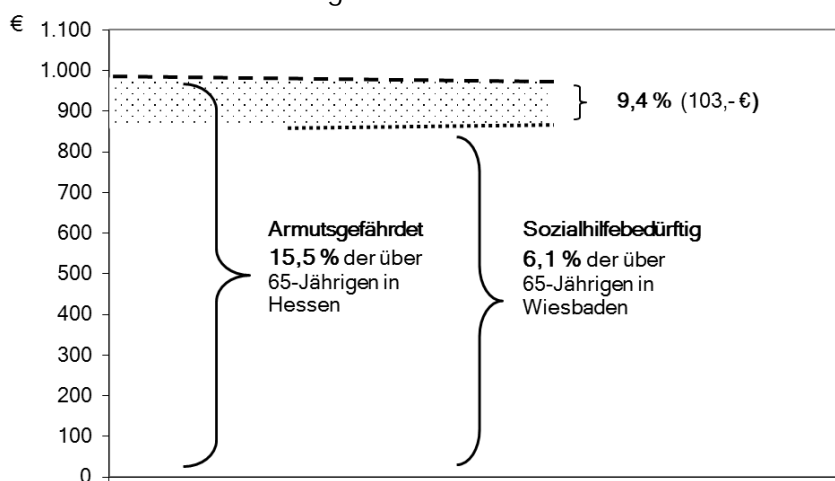 € 1.100
1.000
900
800
700
600
500
400
300
200
100
0
9,4 % (103,- €)
Armutsgefährdet
15,5 % der über
65-Jährigen in
Hessen
Sozialhilfebedürftig
6,1 % der über
65-Jährigen in
Wiesbaden